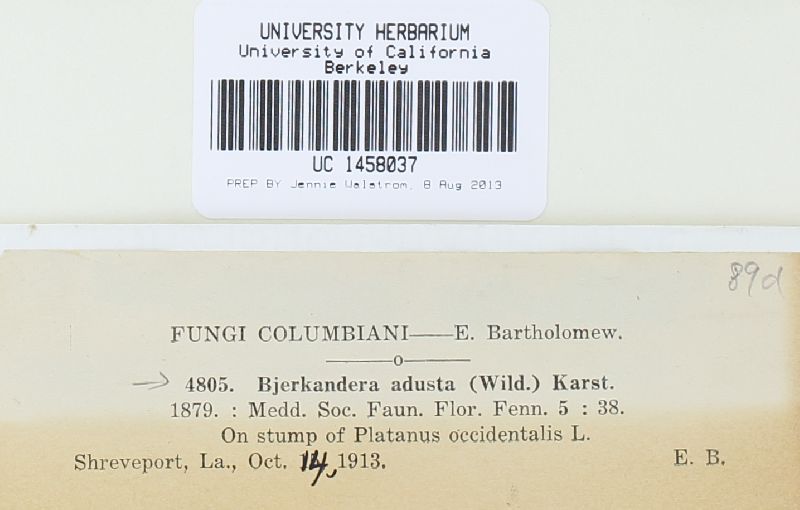 UNIVERSITY HERBARIUM
University of California
Berkeley
UC 1458037
PREP BY Jennie Walstrom, 8 Aug 2013
89d
FUNGI COLUMBIANI——E. Bartholomew.
———o———
4805. Bjerkandera adusta (Wild.) Karst.
1879. : Medd. Soc. Faun. Flor. Fenn. 5 : 38.
On stump of Platanus occidentalis L.
Shreveport, La., Oct. 14, 1913. E. B.